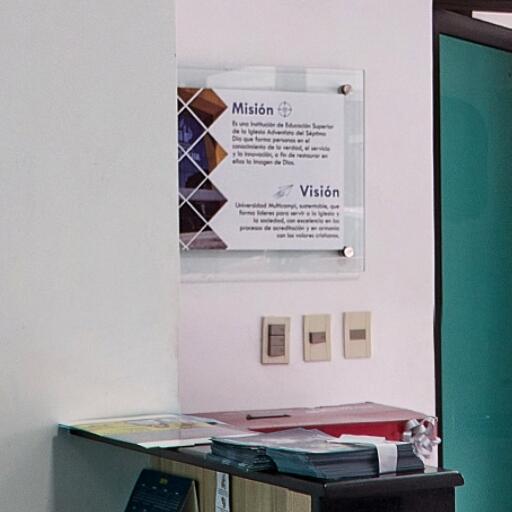 Misión
Es una Institución de Educación Superior
de la Iglesia Adventista del Séptimo
Día que forma personas en el
conocimiento de la verdad, el servicio
y la innovación, a fin de restaurar en
ellos la imagen de Dios.
Visión
Universidad Multicampi, sustentable, que
forma líderes para servir a la Iglesia y
la sociedad, con excelencia en los
procesos de acreditación y en armonía
con los valores cristianos.